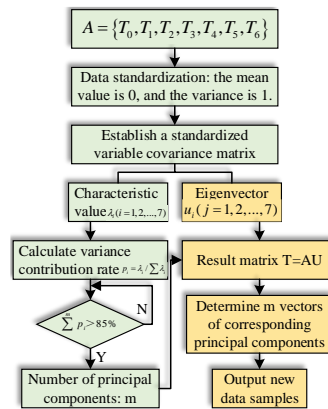 A = {T₀,T₁,T₂,T₃,T₄,T₅,T₆}
Data standardization: the mean
value is 0, and the variance is 1.
Establish a standardized
variable covariance matrix
Characteristic
value λᵢ (i=1,2,...,7)
Eigenvector
uᵢ ( j = 1, 2,..., 7)
Calculate variance
contribution rate pᵢ = λᵢ / ∑ λᵢ
Result matrix T=AU
N
∑ pᵢ > 85%
Y
Determine m vectors
of corresponding
principal components
Number of principal
components: m
Output new
data samples